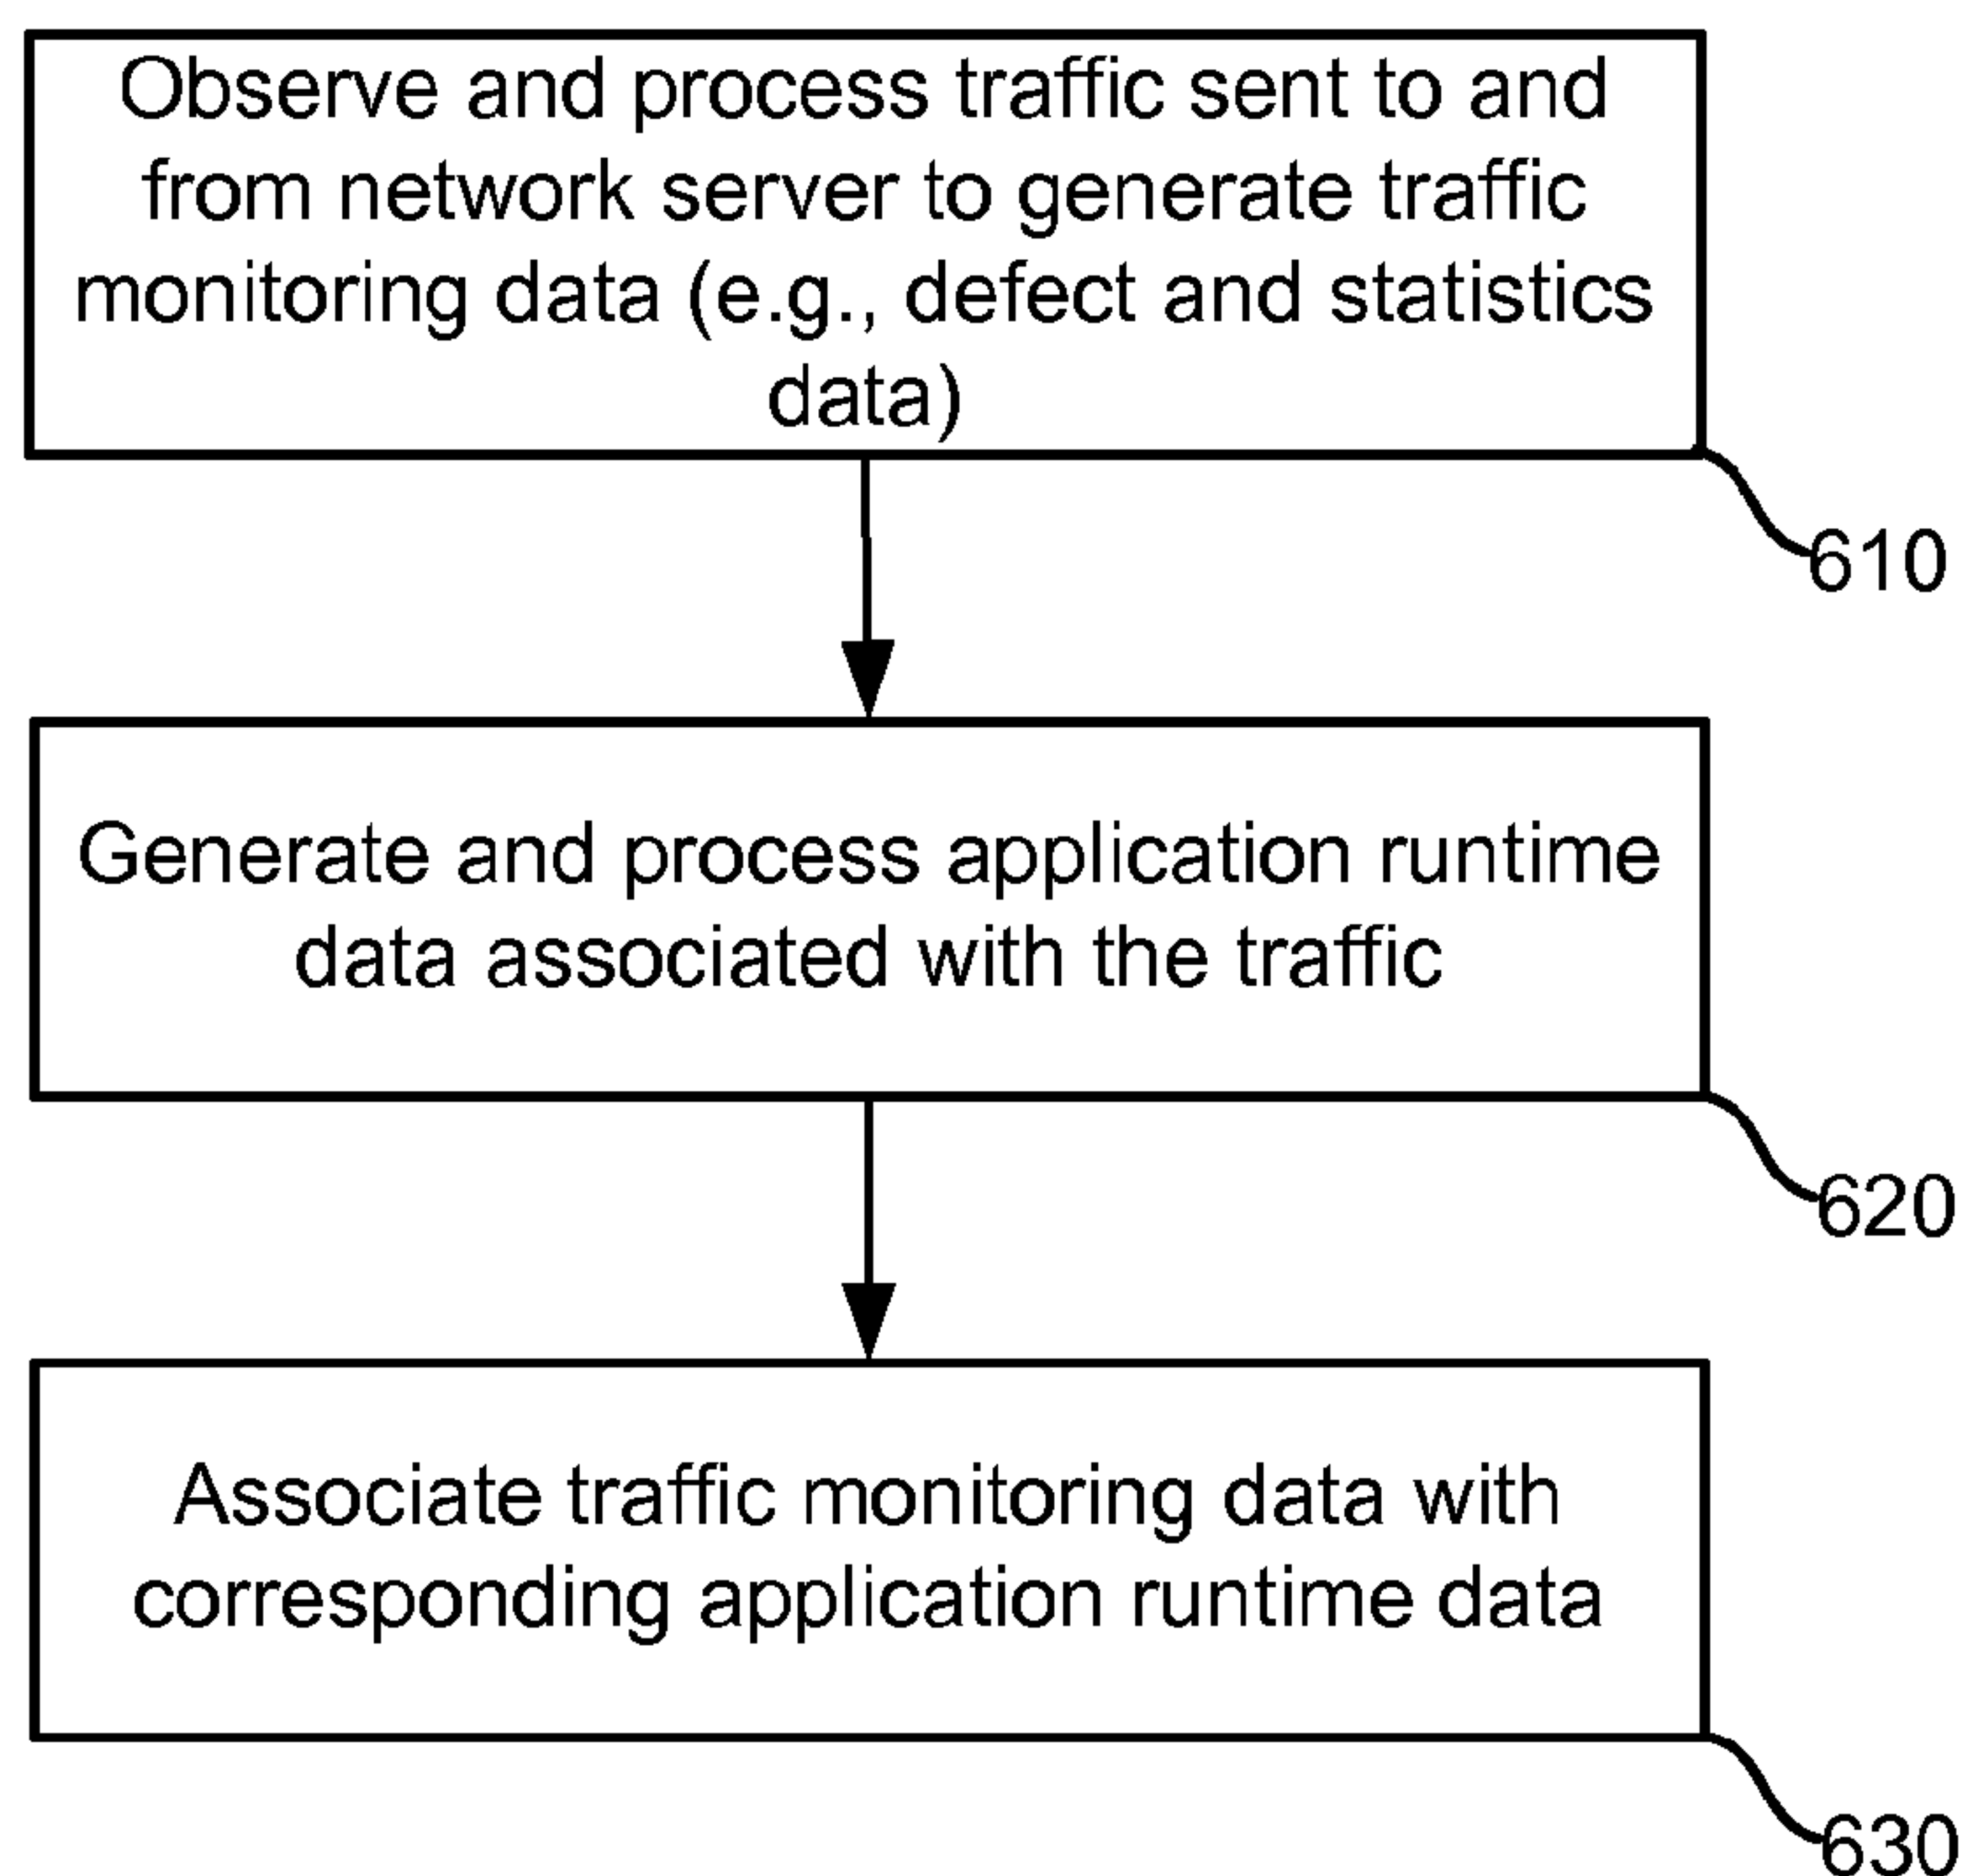 Observe and process traffic sent to and
from network server to generate traffic
monitoring data (e.g., defect and statistics
data)
610
Generate and process application runtime
data associated with the traffic
620
Associate traffic monitoring data with
corresponding application runtime data
630